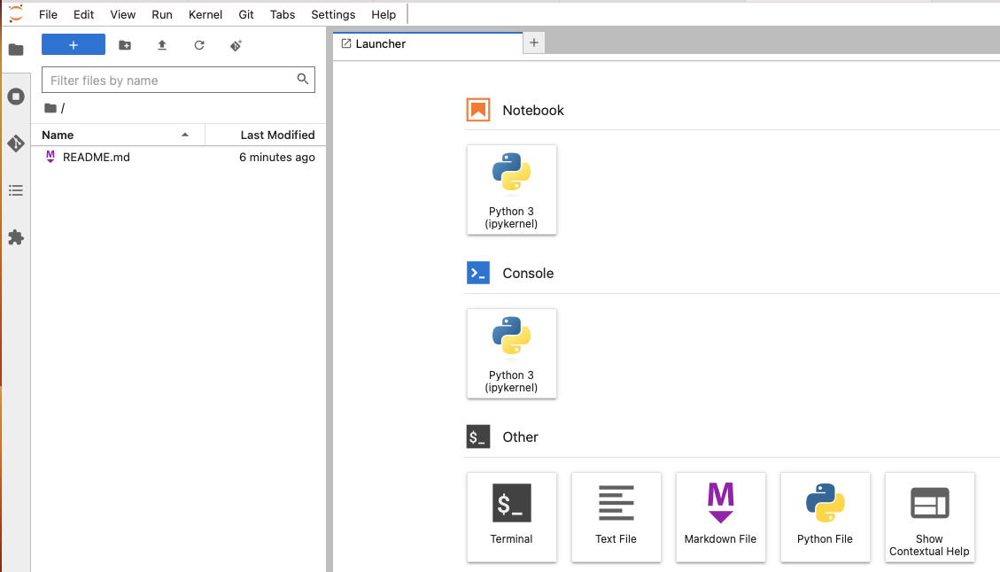 File Edit View Run Kernel Git Tabs Settings Help
+
Filter files by name
/
Name Last Modified
M README.md 6 minutes ago
Launcher +
Notebook
Python 3
(ipykernel)
>_ Console
Python 3
(ipykernel)
$_ Other
$_
Terminal
Text File
M
Markdown File
Python File
Show
Contextual Help